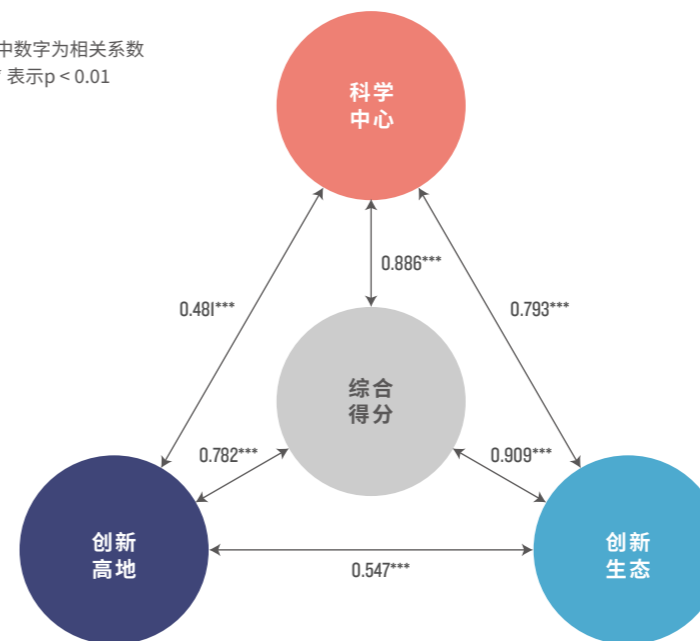 中数字为相关系数
表示p < 0.01
科学
中心
0.886***
0.481***
0.793***
综合
得分
0.782***
0.909***
创新
高地
创新
生态
0.547***